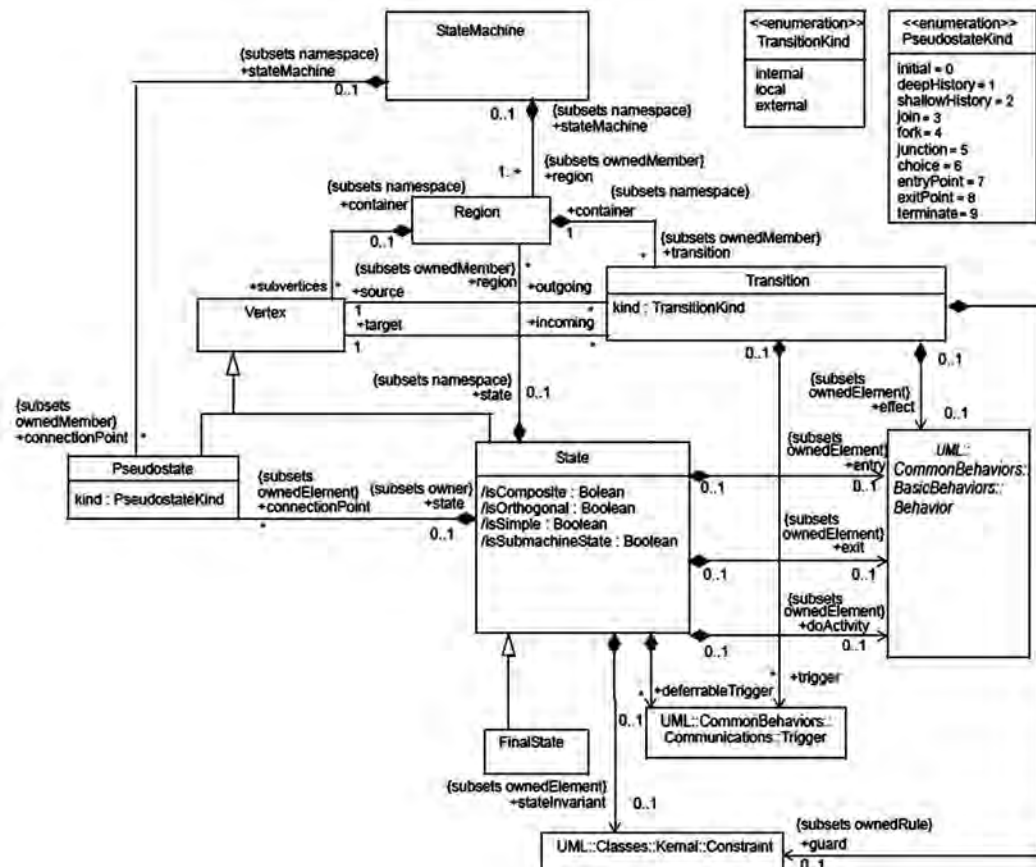 StateMachine
{subsets namespace}
+stateMachine
0..1
0..1
{subsets namespace}
+stateMachine
<<enumeration>>
TransitionKind
internal
local
external
<<enumeration>>
PseudostateKind
initial = 0
deepHistory = 1
shallowHistory = 2
join = 3
fork = 4
junction = 5
choice = 6
entryPoint = 7
exitPoint = 8
terminate = 9
1..*
{subsets ownedMember}
+region
{subsets namespace}
+container
0..1
Region
{subsets namespace}
+container
1
{subsets ownedMember}
+transition
*
+subvertices
*
{subsets ownedMember}
+region
*
Vertex
+source
1
+target
1
+outgoing
*
+incoming
*
Transition
kind : TransitionKind
0..1
0..1
{subsets
ownedElement}
+effect
0..1
{subsets namespace}
+state
0..1
{subsets
ownedMember}
+connectionPoint
*
Pseudostate
kind : PseudostateKind
{subsets
ownedElement}
+connectionPoint
*
{subsets owner}
+state
0..1
State
/isComposite : Bolean
/isOrthogonal : Boolean
/isSimple : Boolean
/isSubmachineState : Boolean
{subsets
ownedElement}
+entry
0..1
0..1
{subsets
ownedElement}
+exit
0..1
0..1
{subsets
ownedElement}
+doActivity
0..1
0..1
UML::
CommonBehaviors::
BasicBehaviors::
Behavior
*
+trigger
*
+deferrableTrigger
0..1
UML::CommonBehaviors::
Communications::Trigger
FinalState
{subsets ownedElement}
+stateInvariant
0..1
UML::Classes::Kernal::Constraint
{subsets ownedRule}
+guard
0..1